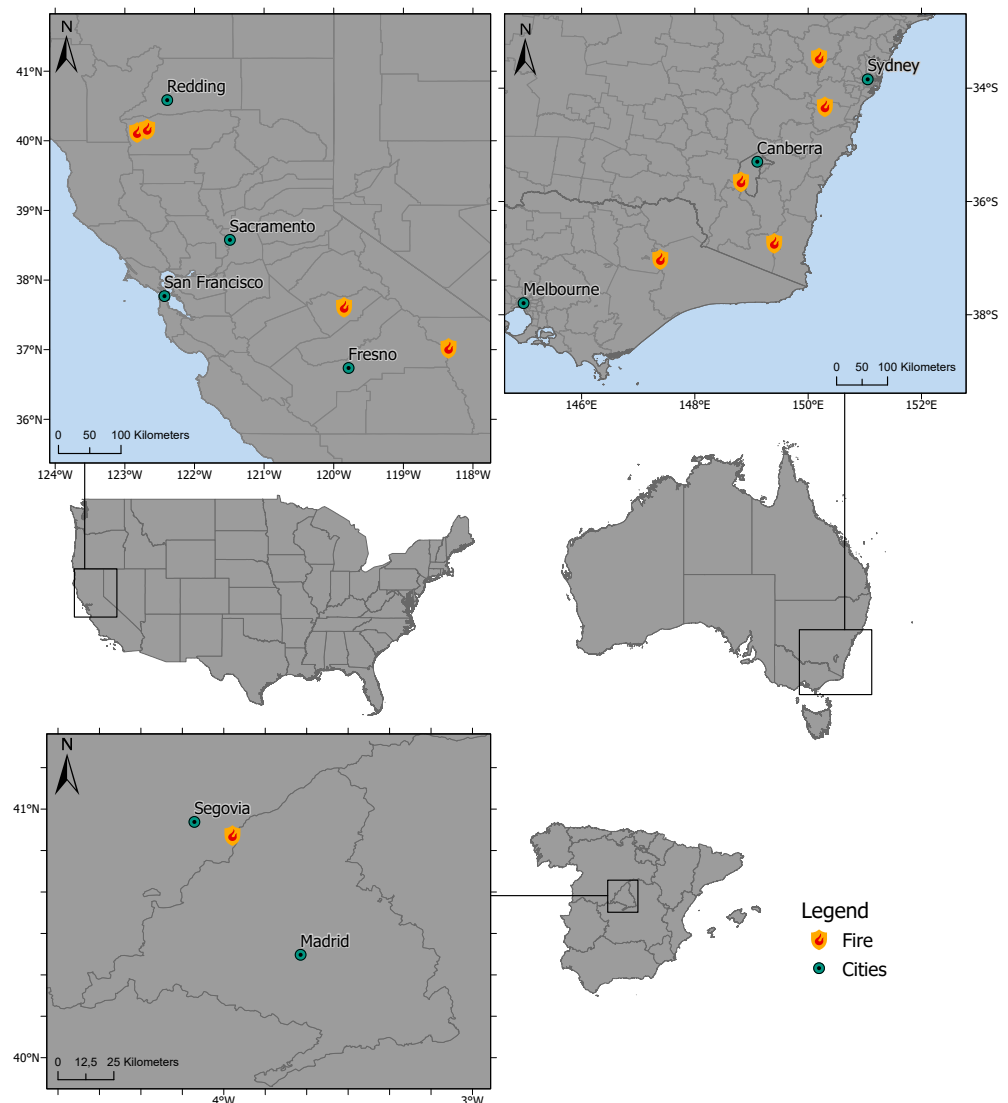 N
41°N
40°N
39°N
38°N
37°N
36°N
Redding
Sacramento
San Francisco
Fresno
0 50 100 Kilometers
124°W 123°W 122°W 121°W 120°W 119°W 118°W
N
Sydney
Canberra
Melbourne
34°S
36°S
38°S
0 50 100 Kilometers
146°E 148°E 150°E 152°E
N
41°N
40°N
Segovia
Madrid
0 12,5 25 Kilometers
4°W 3°W
Legend
Fire
Cities